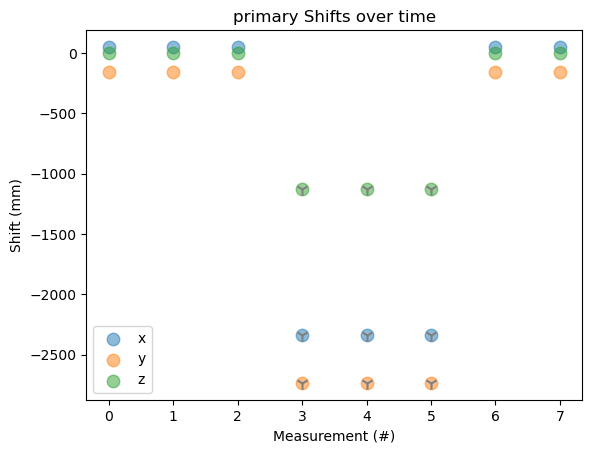 primary Shifts over time
Shift (mm)
0
−500
−1000
−1500
−2000
−2500
x
y
z
0 1 2 3 4 5 6 7
Measurement (#)